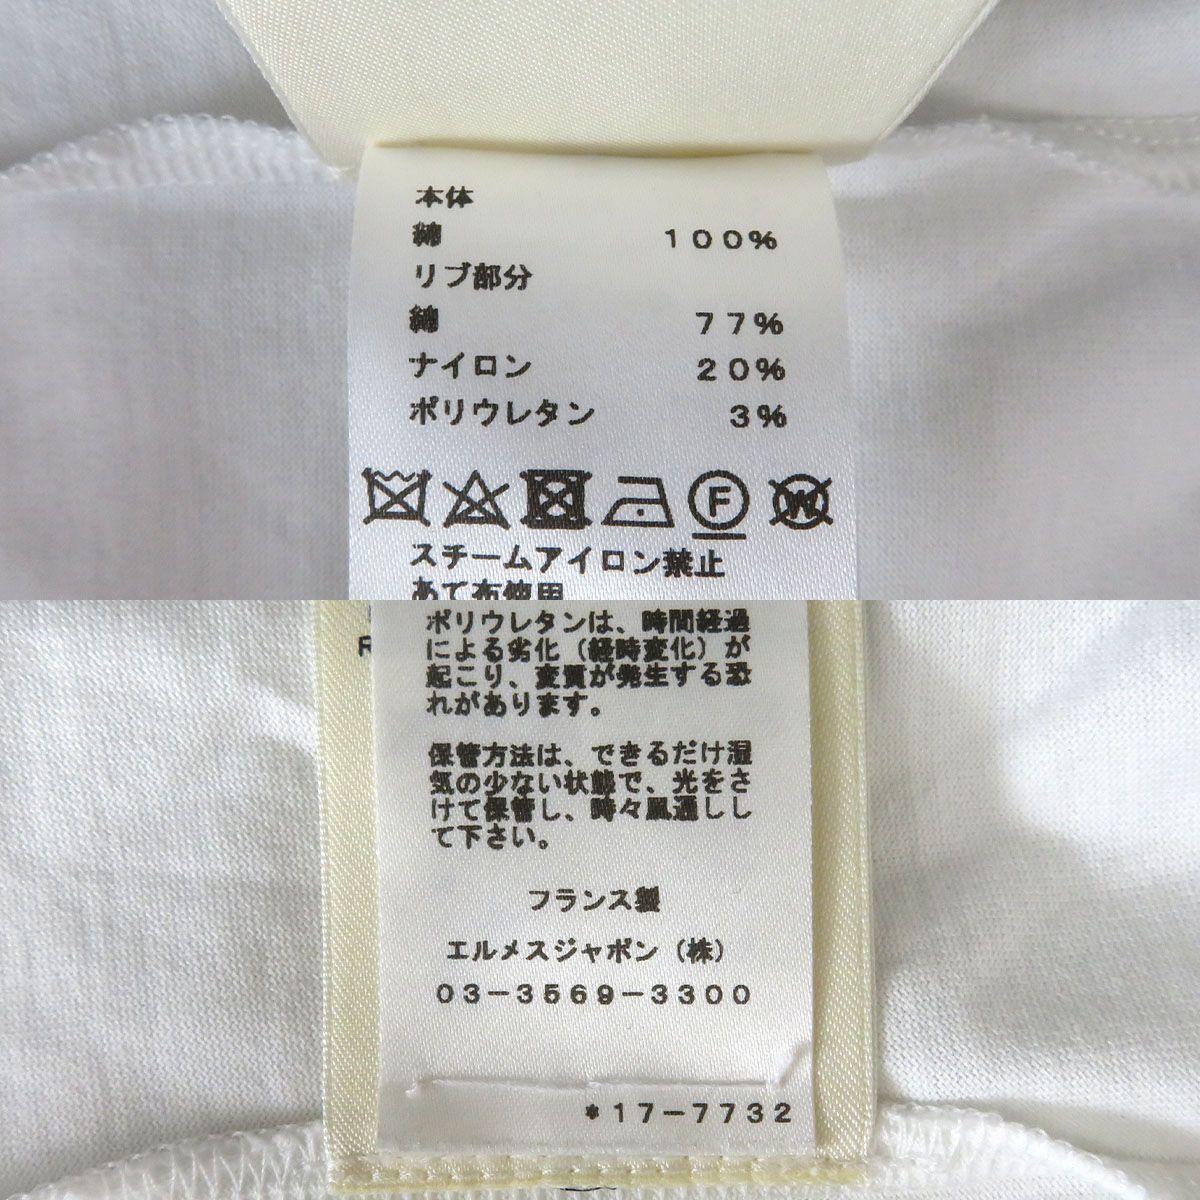 本体
綿 100%
リブ部分
綿 77%
ナイロン 20%
ポリウレタン 3%
F W
スチームアイロン禁止
あて布使用
R
ポリウレタンは、時間経過
による劣化（経時変化）が
起こり、変質が発生する恐
れがあります。
保管方法は、できるだけ湿
気の少ない状態で、光をさ
けて保管し、時々風通しし
て下さい。
フランス製
エルメスジャポン（株）
03-3569-3300
*17-7732